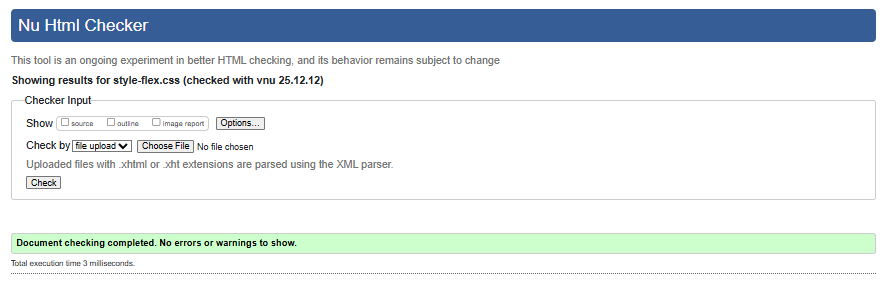 Nu Html Checker
This tool is an ongoing experiment in better HTML checking, and its behavior remains subject to change
Showing results for style-flex.css (checked with vnu 25.12.12)
Checker Input
Show source outline image report Options...
Check by file upload Choose File No file chosen
Uploaded files with .xhtml or .xht extensions are parsed using the XML parser.
Check
Document checking completed. No errors or warnings to show.
Total execution time 3 milliseconds.